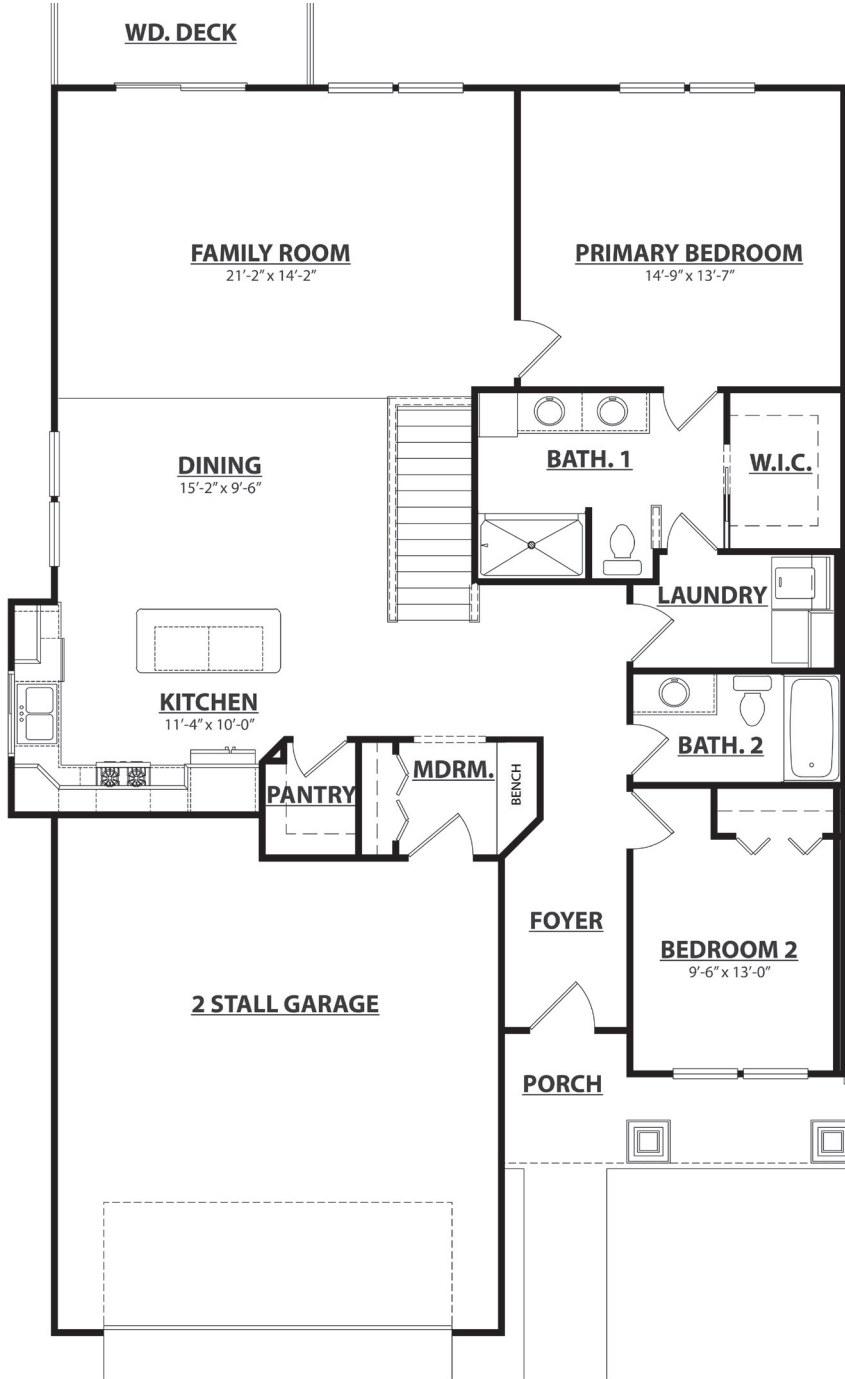 WD. DECK
FAMILY ROOM
21'-2" x 14'-2"
PRIMARY BEDROOM
14'-9" x 13'-7"
DINING
15'-2" x 9'-6"
BATH. 1
W.I.C.
LAUNDRY
KITCHEN
11'-4" x 10'-0"
BATH. 2
MDRM.
BENCH
PANTRY
FOYER
BEDROOM 2
9'-6" x 13'-0"
2 STALL GARAGE
PORCH